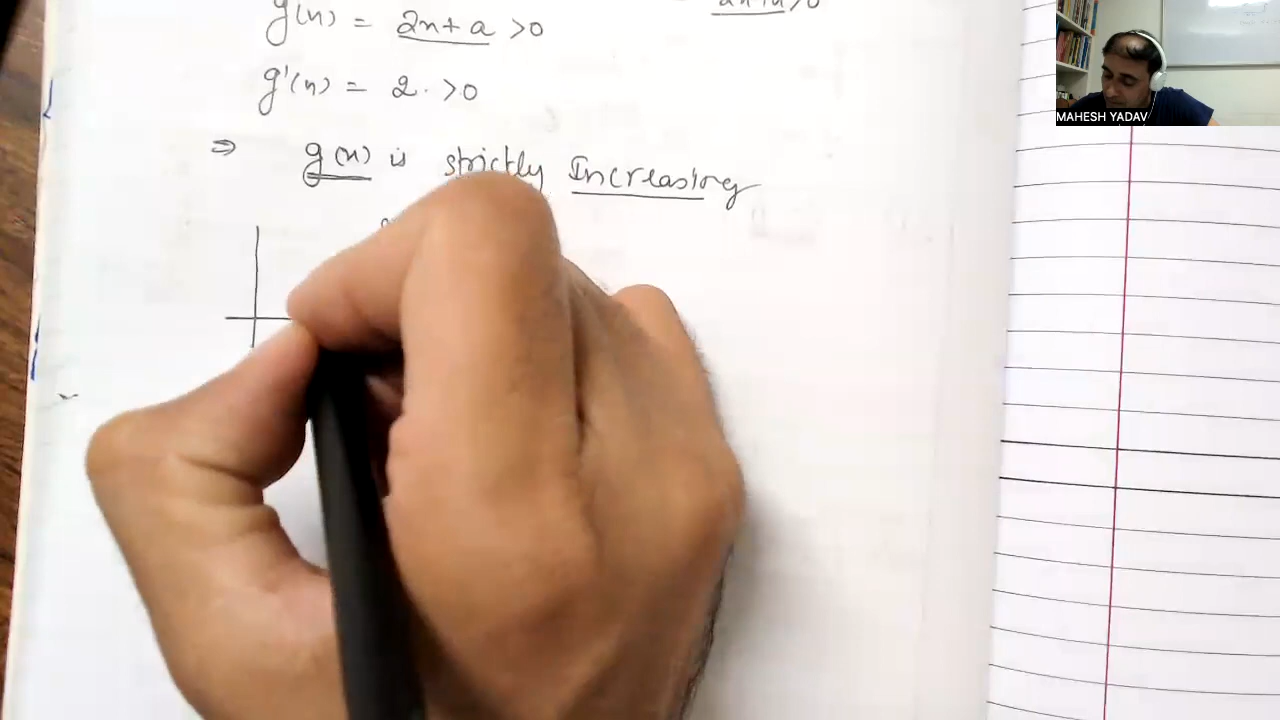 g(x) = 2x + a > 0
g'(x) = 2. > 0
⇒ g(x) is strictly Increasing
MAHESH YADAV